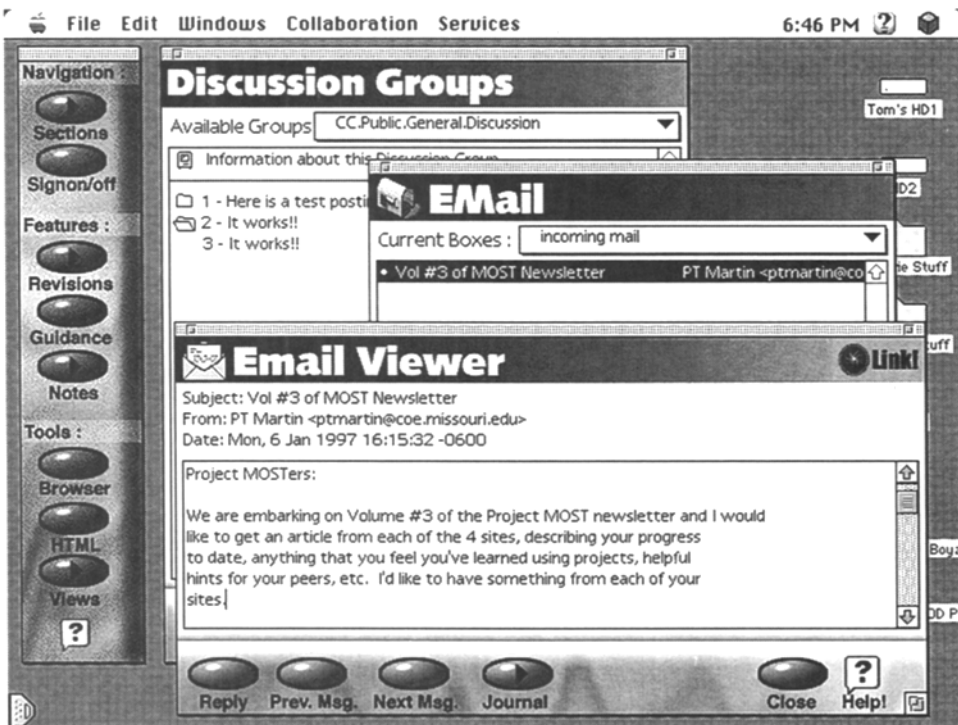 File Edit Windows Collaboration Services 6:46 PM
Navigation :
Sections
Signon/off
Features :
Revisions
Guidance
Notes
Tools :
Browser
HTML
Views
?
Discussion Groups
Available Groups CC.Public.General.Discussion
Information about this Discussion Group
1 - Here is a test posti
2 - It works!!
3 - It works!!
EMail
Current Boxes : incoming mail
• Vol #3 of MOST Newsletter PT Martin <ptmartin@co
Email Viewer
Link!
Subject: Vol #3 of MOST Newsletter
From: PT Martin <ptmartin@coe.missouri.edu>
Date: Mon, 6 Jan 1997 16:15:32 -0600
Project MOSTers:
We are embarking on Volume #3 of the Project MOST newsletter and I would
like to get an article from each of the 4 sites, describing your progress
to date, anything that you feel you've learned using projects, helpful
hints for your peers, etc. I'd like to have something from each of your
sites.
Reply Prev. Msg. Next Msg. Journal Close Help!
?
Tom's HD1
HD2
ie Stuff
tuff
Boy
DD P